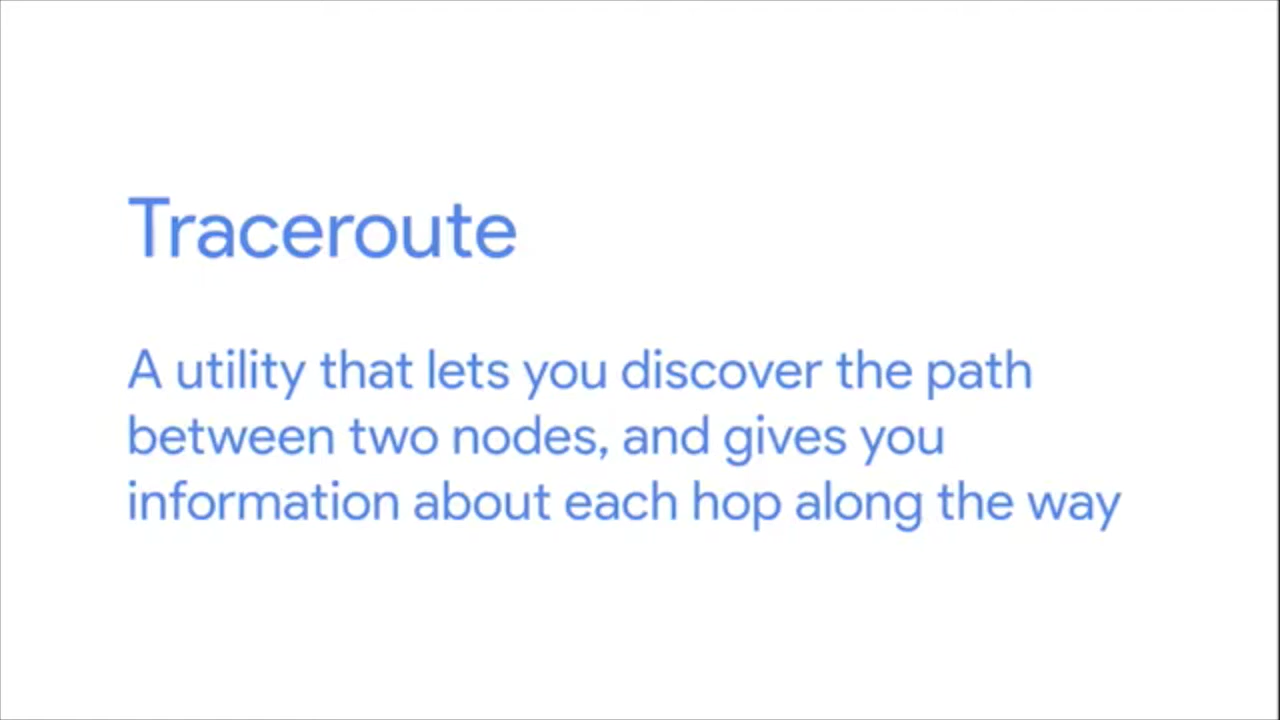 Traceroute
A utility that lets you discover the path
between two nodes, and gives you
information about each hop along the way